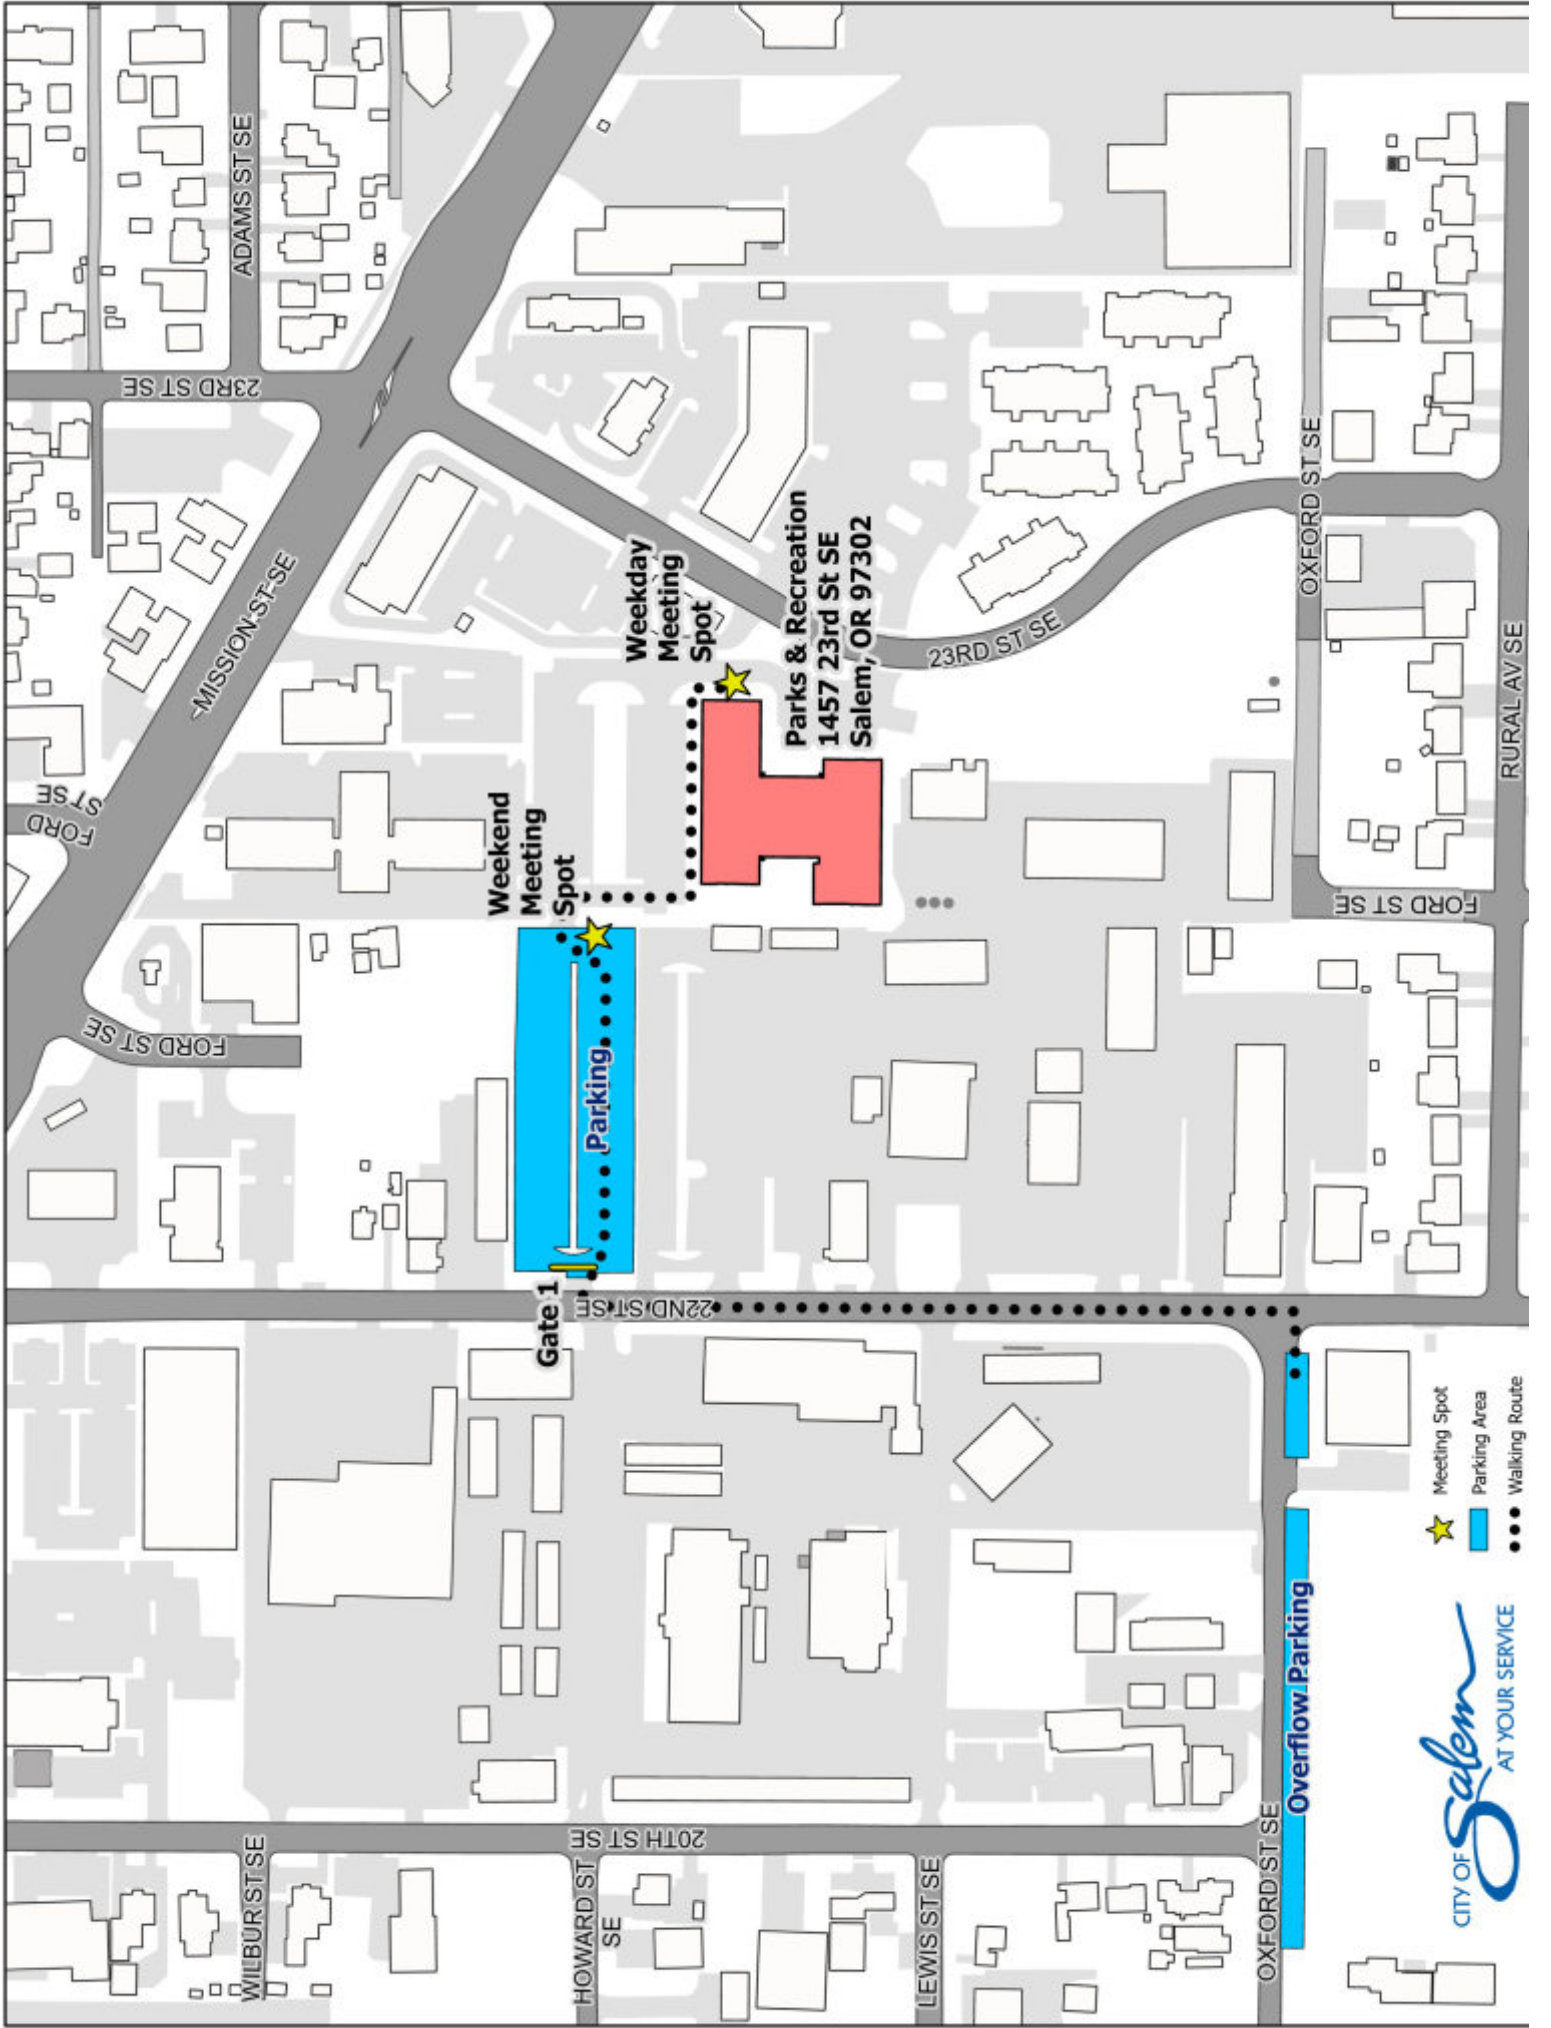 ADAMS ST SE
23RD ST SE
MISSION ST SE
FORD
ST SE
FORD ST SE
Weekday
Meeting
Spot
Weekend
Meeting
Spot
Parks & Recreation
1457 23rd St SE
Salem, OR 97302
23RD ST SE
OXFORD ST SE
RURAL AV SE
FORD ST SE
Parking
Gate 1
22ND ST SE
20TH ST SE
WILBUR ST SE
HOWARD ST
SE
LEWIS ST SE
OXFORD ST SE
Overflow Parking
Meeting Spot
Parking Area
Walking Route
CITY OF Salem
AT YOUR SERVICE